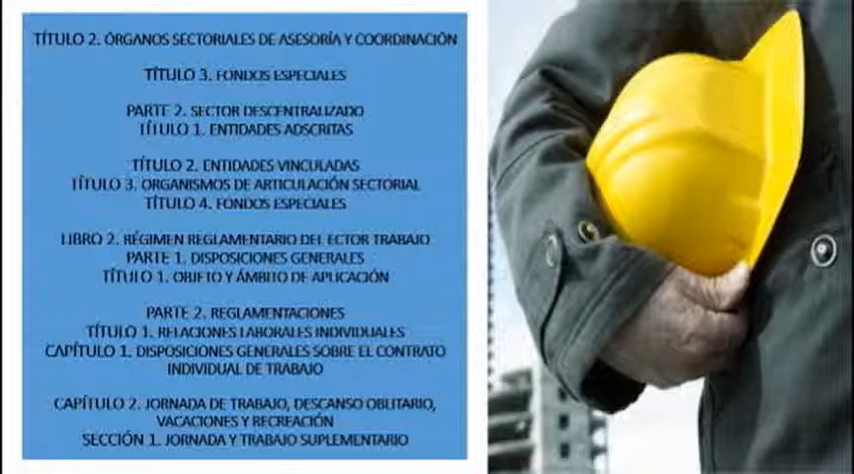 TÍTULO 2. ÓRGANOS SECTORIALES DE ASESORÍA Y COORDINACIÓN
TÍTULO 3. FONDOS ESPECIALES
PARTE 2. SECTOR DESCENTRALIZADO
TÍTULO 1. ENTIDADES ADSCRITAS
TÍTULO 2. ENTIDADES VINCULADAS
TÍTULO 3. ORGANISMOS DE ARTICULACIÓN SECTORIAL
TÍTULO 4. FONDOS ESPECIALES
LIBRO 2. RÉGIMEN REGLAMENTARIO DEL ECTOR TRABAJO
PARTE 1. DISPOSICIONES GENERALES
TÍTULO 1. OBJETO Y ÁMBITO DE APLICACIÓN
PARTE 2. REGLAMENTACIONES
TÍTULO 1. RELACIONES LABORALES INDIVIDUALES
CAPÍTULO 1. DISPOSICIONES GENERALES SOBRE EL CONTRATO
INDIVIDUAL DE TRABAJO
CAPÍTULO 2. JORNADA DE TRABAJO, DESCANSO OBLITARIO,
VACACIONES Y RECREACIÓN
SECCIÓN 1. JORNADA Y TRABAJO SUPLEMENTARIO